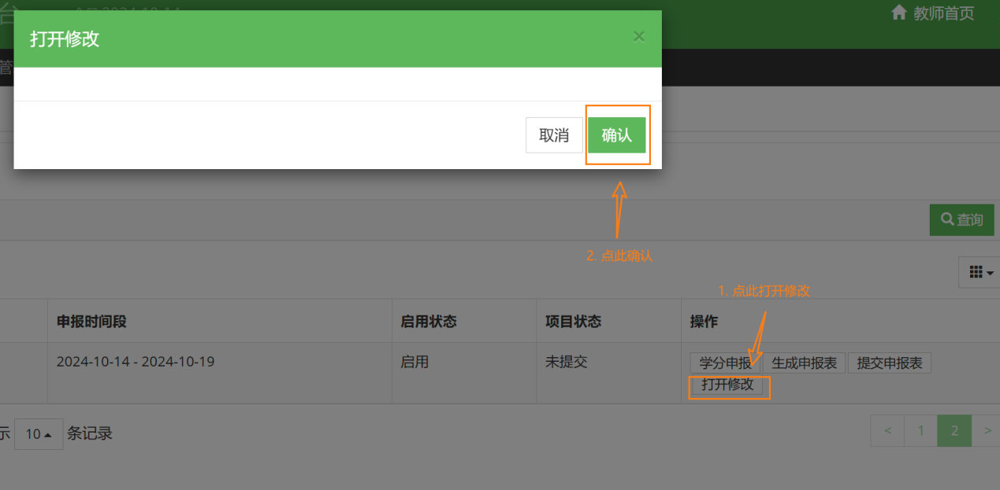 台
教师首页
打开修改
×
管
取消
确认
查询
2. 点此确认
1. 点此打开修改
申报时间段 启用状态 项目状态 操作
2024-10-14 - 2024-10-19 启用 未提交 学分申报 生成申报表 提交申报表
打开修改
示 10 条记录
< 1 2 >